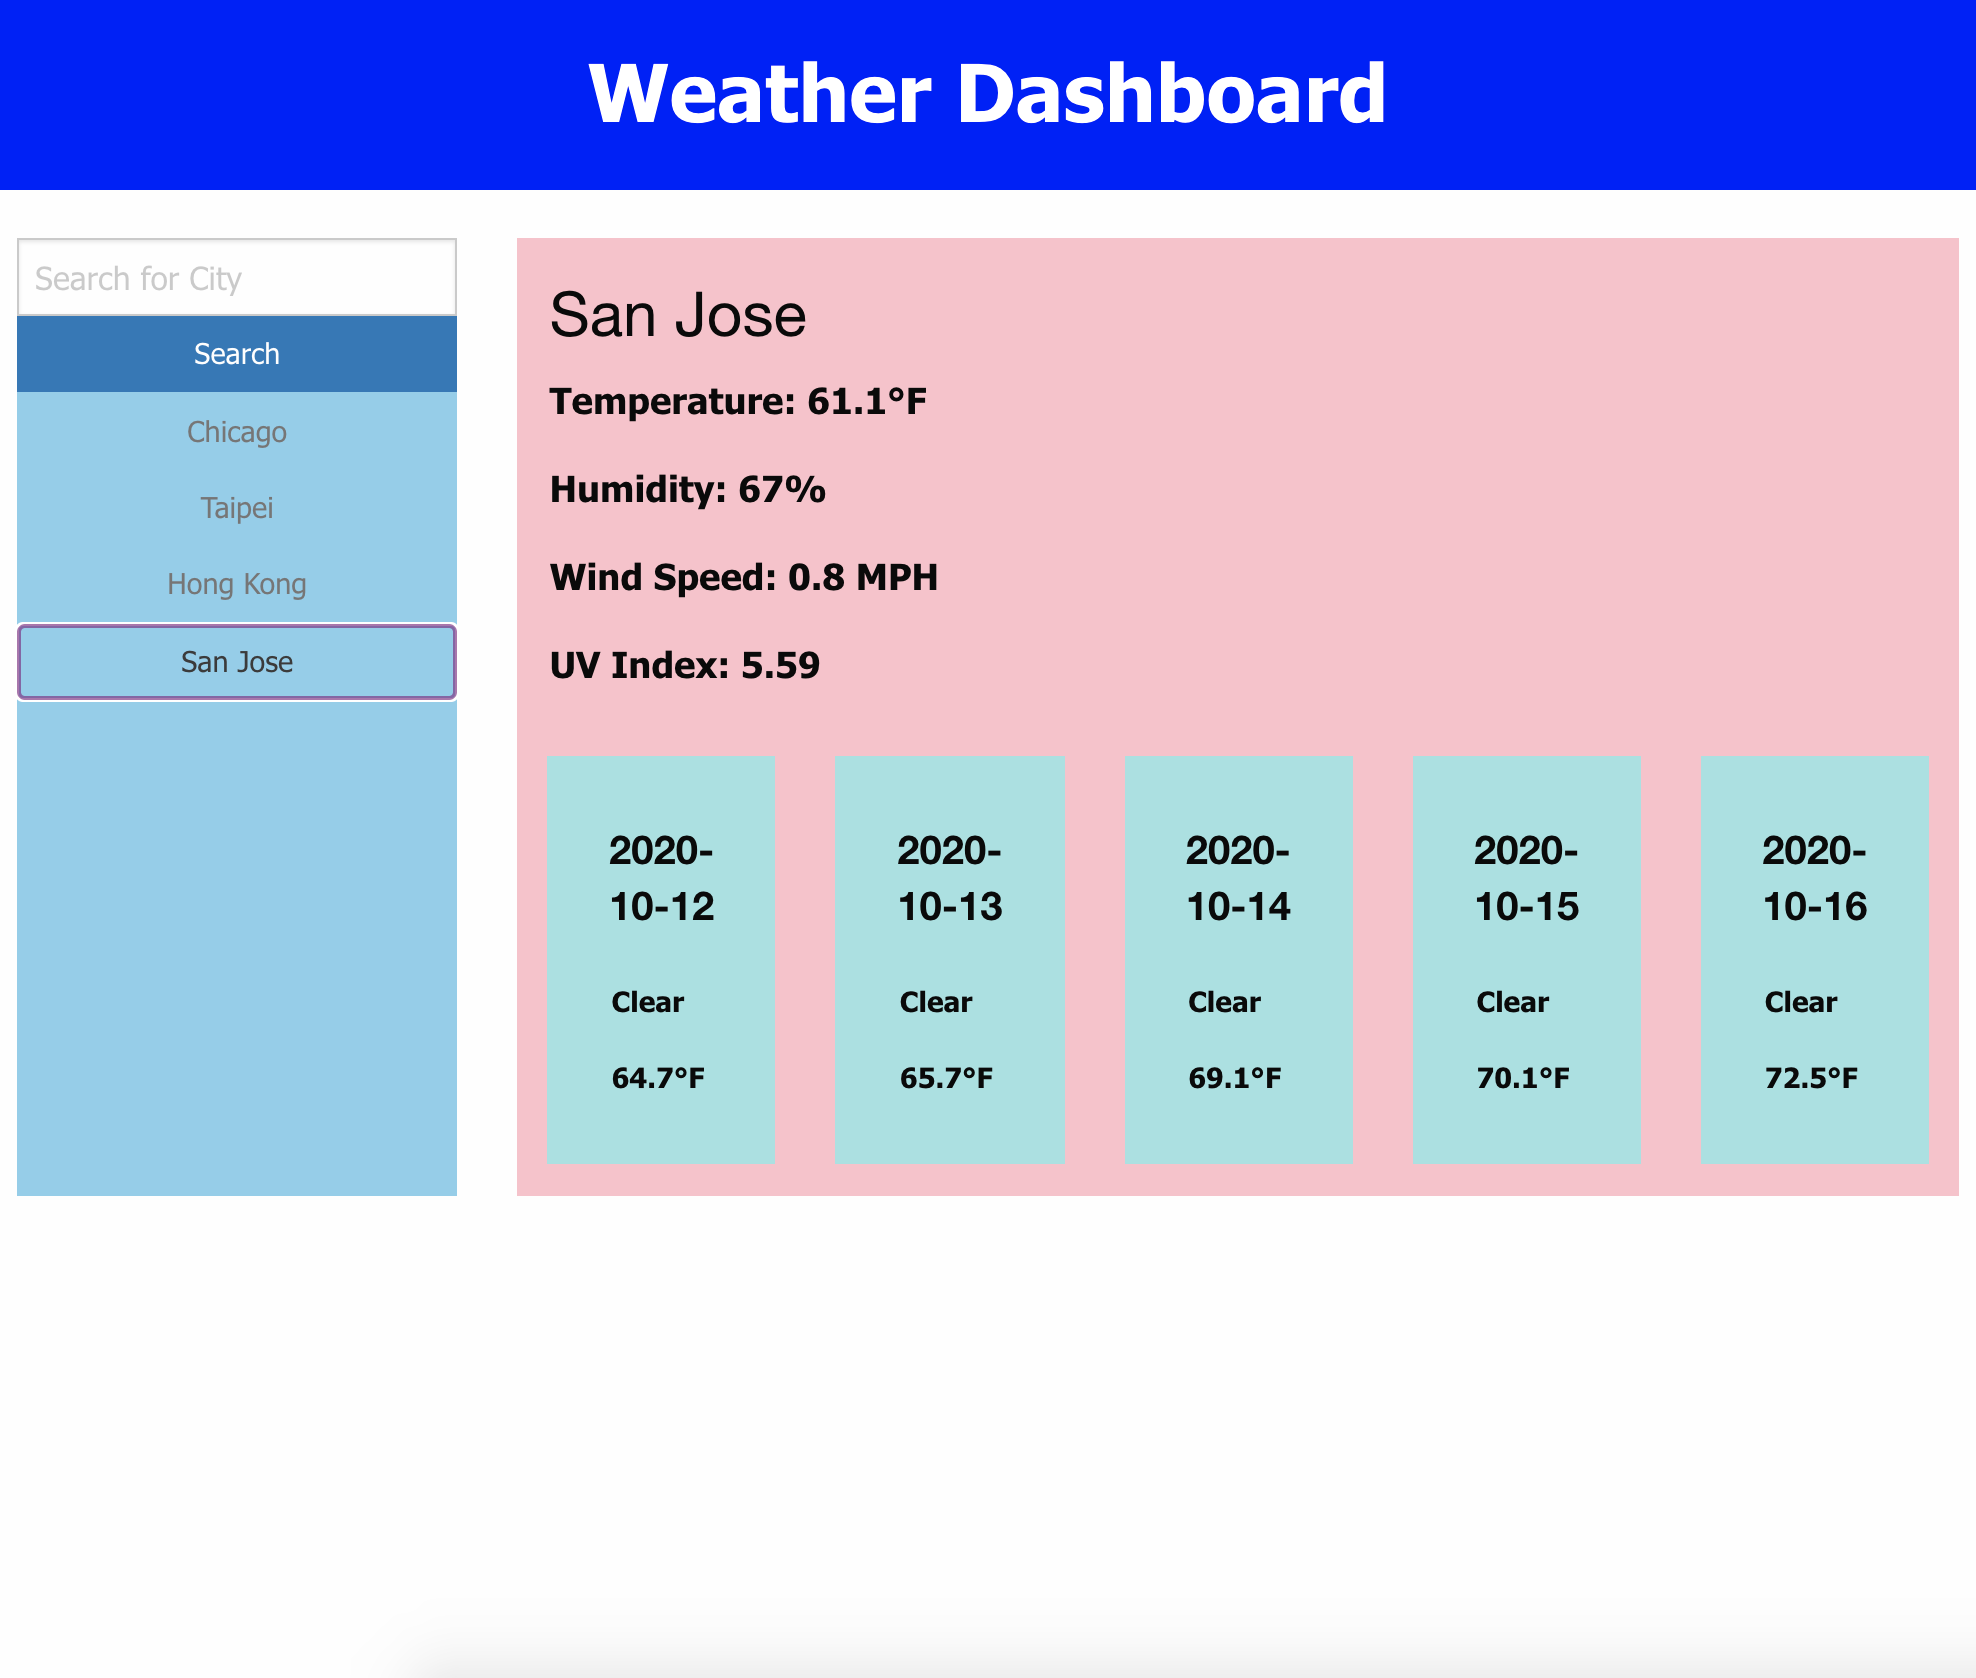 Weather Dashboard
Search for City
Search
Chicago
Taipei
Hong Kong
San Jose
San Jose
Temperature: 61.1°F
Humidity: 67%
Wind Speed: 0.8 MPH
UV Index: 5.59
2020-
10-12
Clear
64.7°F
2020-
10-13
Clear
65.7°F
2020-
10-14
Clear
69.1°F
2020-
10-15
Clear
70.1°F
2020-
10-16
Clear
72.5°F